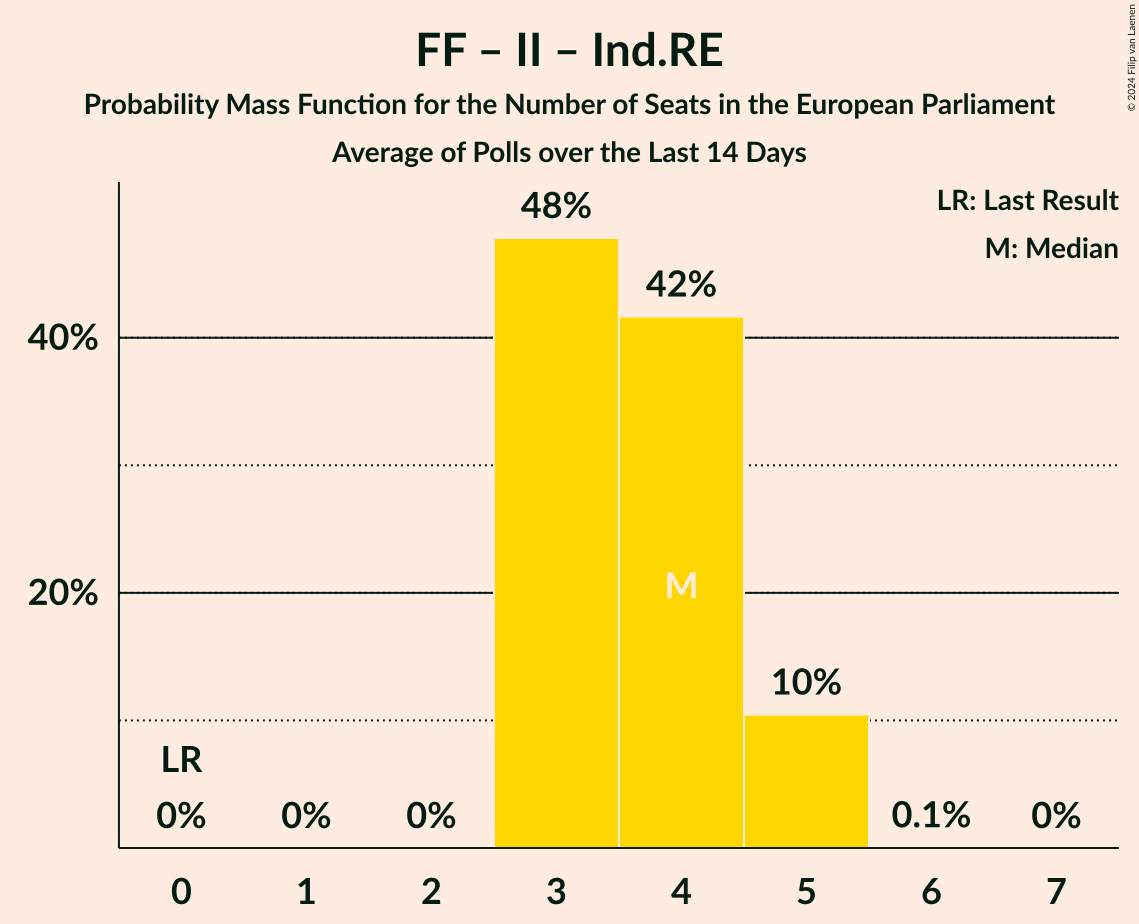 FF – II – Ind.RE
Probability Mass Function for the Number of Seats in the European Parliament
Average of Polls over the Last 14 Days
© 2024 Filip van Laenen
LR: Last Result
M: Median
48%
42%
40%
M
20%
10%
LR
0% 0% 0% 0.1% 0%
0 1 2 3 4 5 6 7